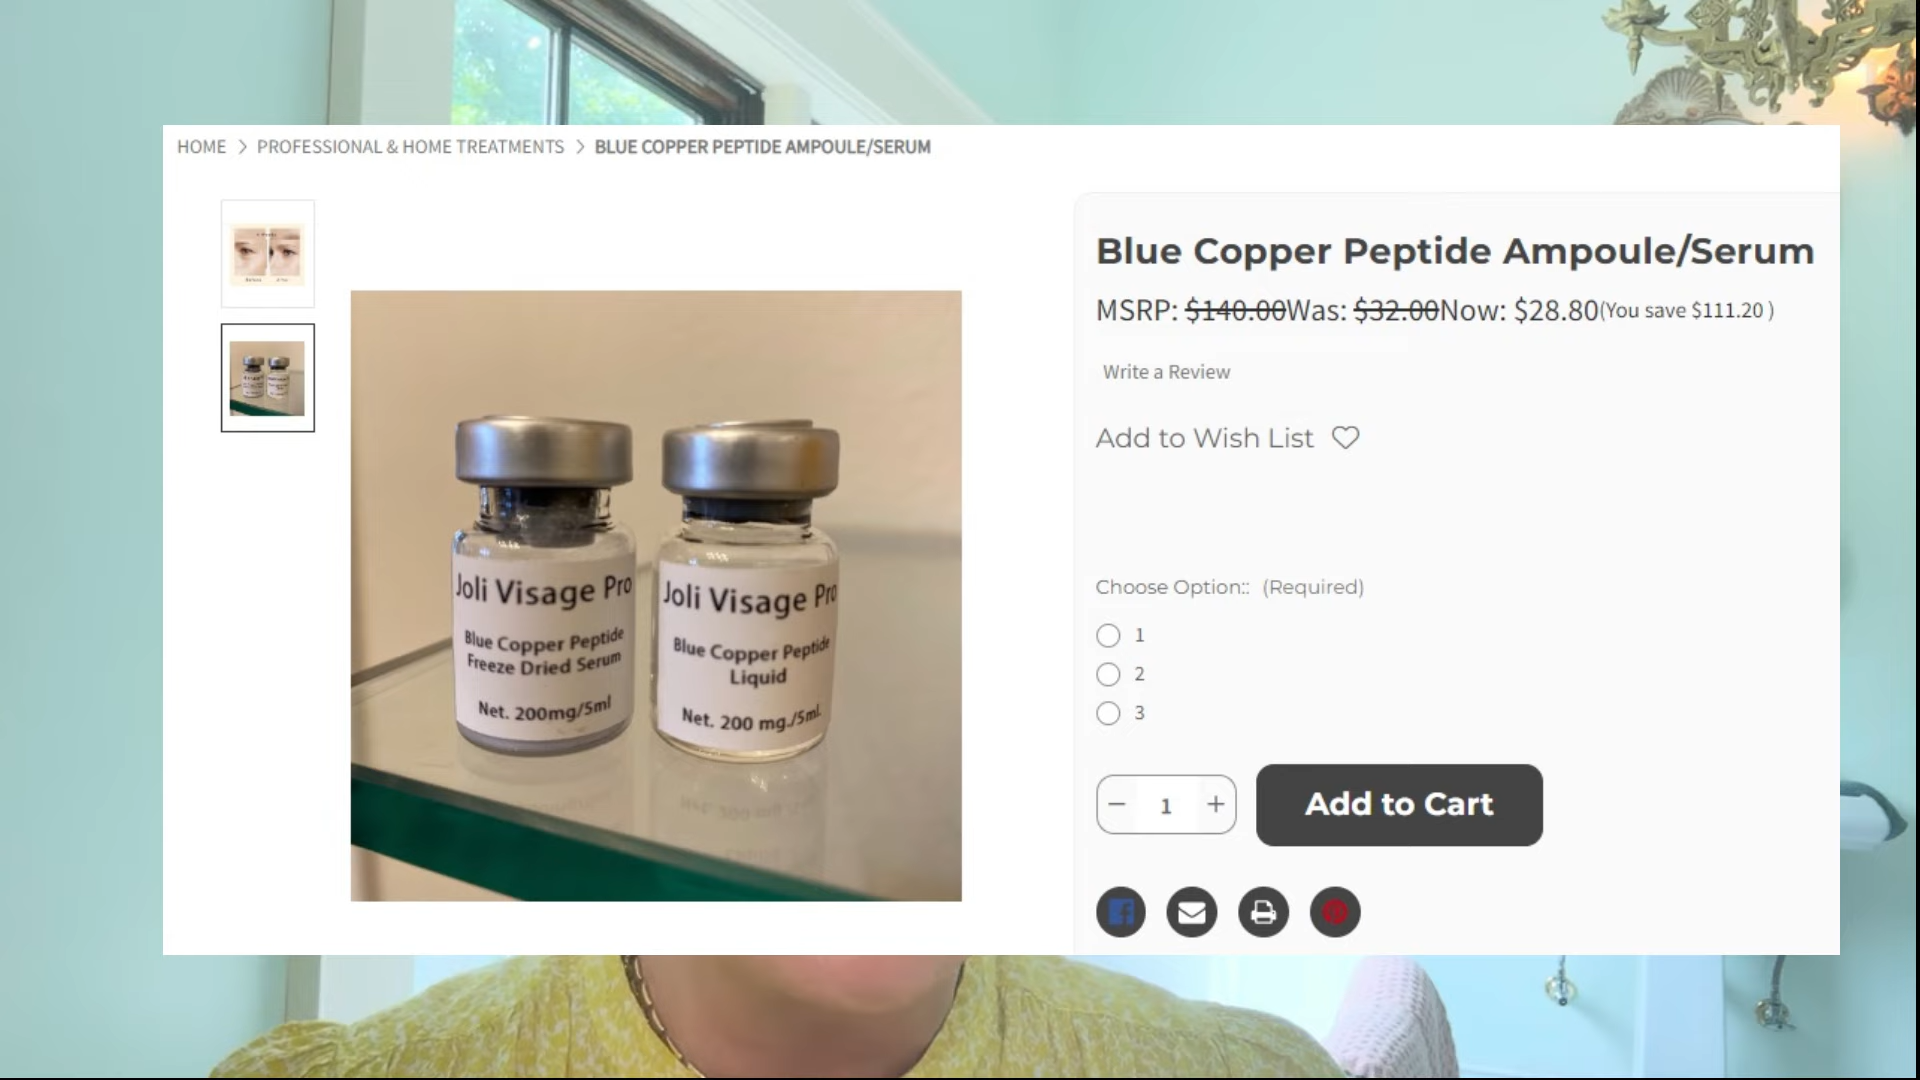 HOME > PROFESSIONAL & HOME TREATMENTS > BLUE COPPER PEPTIDE AMPOULE/SERUM
Joli Visage Pro
Blue Copper Peptide
Freeze Dried Serum
Net. 200mg/5ml
Joli Visage Pro
Blue Copper Peptide
Liquid
Net. 200 mg./5ml.
Blue Copper Peptide Ampoule/Serum
MSRP: $140.00Was: $32.00Now: $28.80(You save $111.20 )
Write a Review
Add to Wish List
Choose Option:: (Required)
1
2
3
− 1 +
Add to Cart